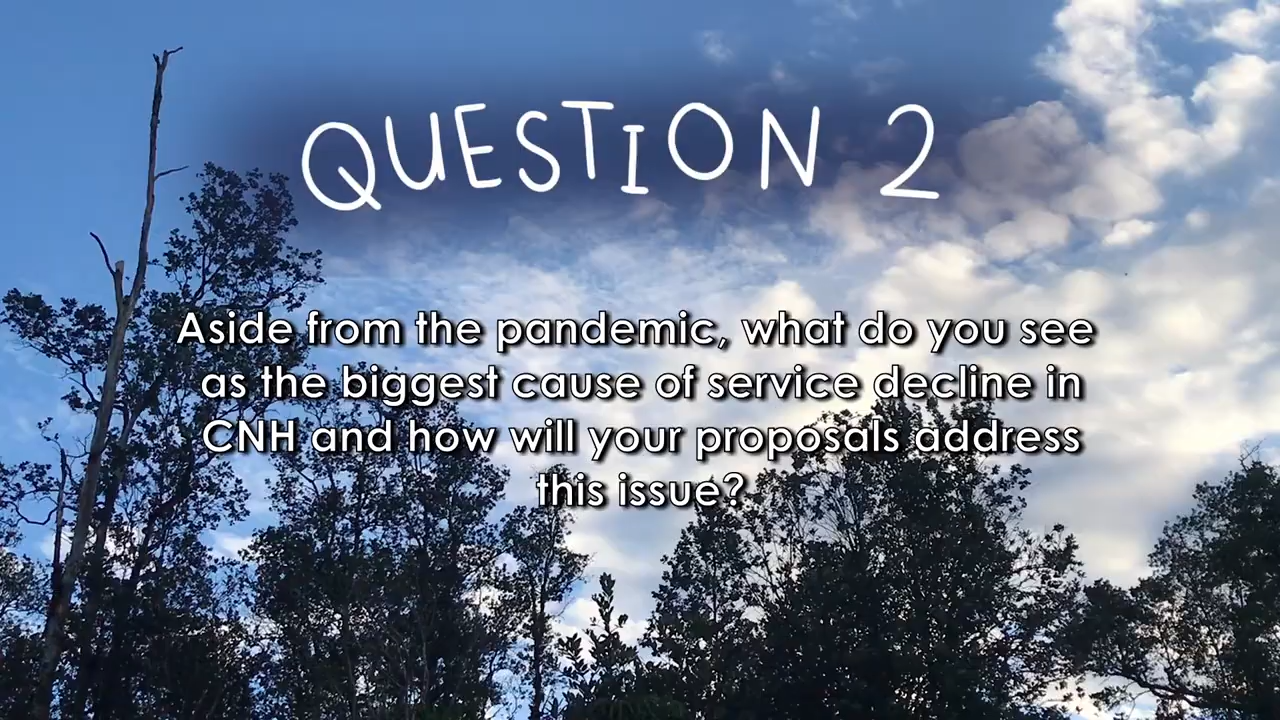 QUESTION 2
Aside from the pandemic, what do you see
as the biggest cause of service decline in
CNH and how will your proposals address
this issue?